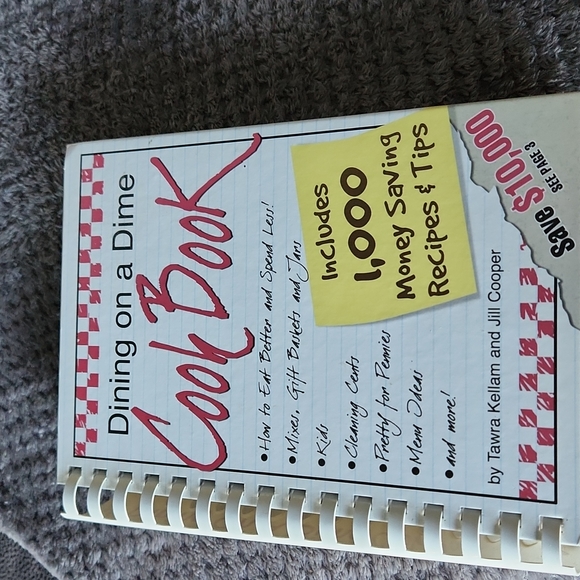 Dining on a Dime
Cook Book
• How to Eat Better and Spend Less!
• Mixes, Gift Baskets and Jars
• Kids
• Cleaning Cents
• Pretty for Pennies
• Menu Ideas
• and more!
Includes
1,000
Money Saving
Recipes & Tips
by Tawra Kellam and Jill Cooper
Save $10,000
SEE PAGE 3